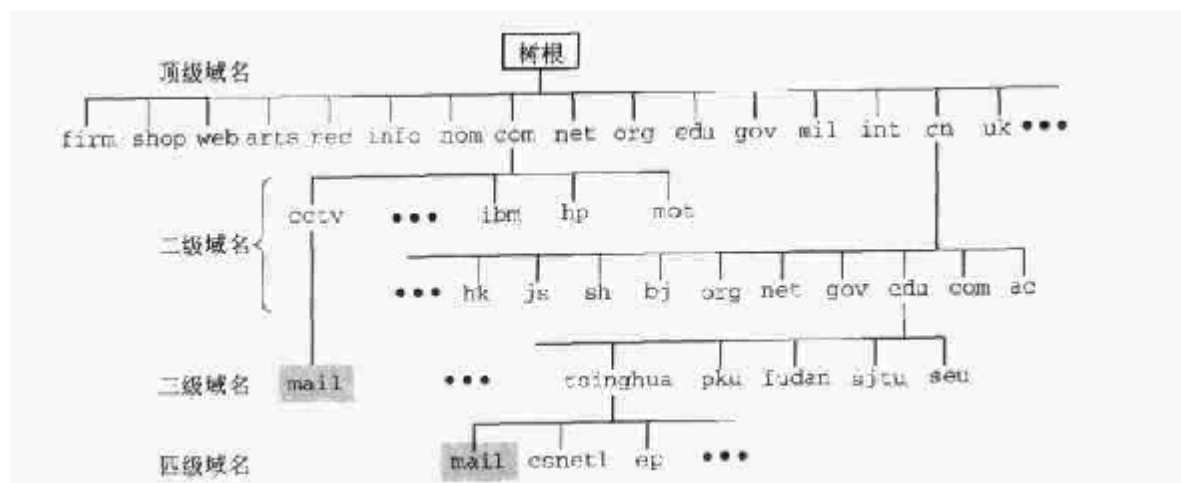 树根
顶级域名
firm shop web arts rec info nom com net org edu gov mil int cn uk •••
cctv ••• ibm hp mot
二级域名
••• hk js sh bj org net gov edu com ac
三级域名 mail ••• tsinghua pku fudan sjtu seu
四级域名 mail csnet1 ep •••